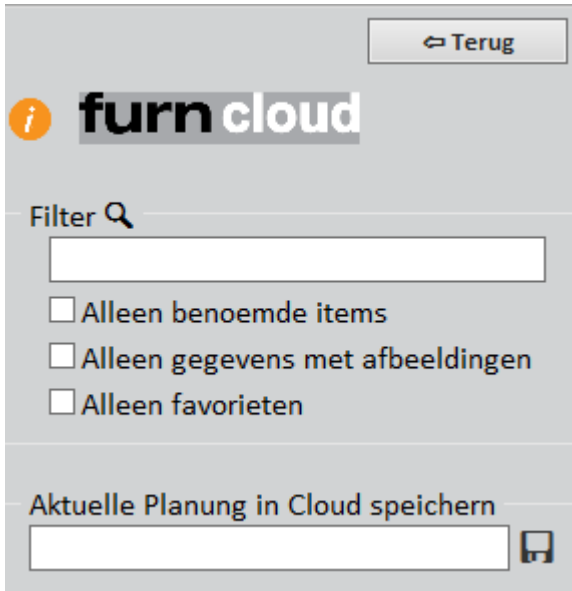 ⇦ Terug
i furn cloud
Filter
Alleen benoemde items
Alleen gegevens met afbeeldingen
Alleen favorieten
Aktuelle Planung in Cloud speichern